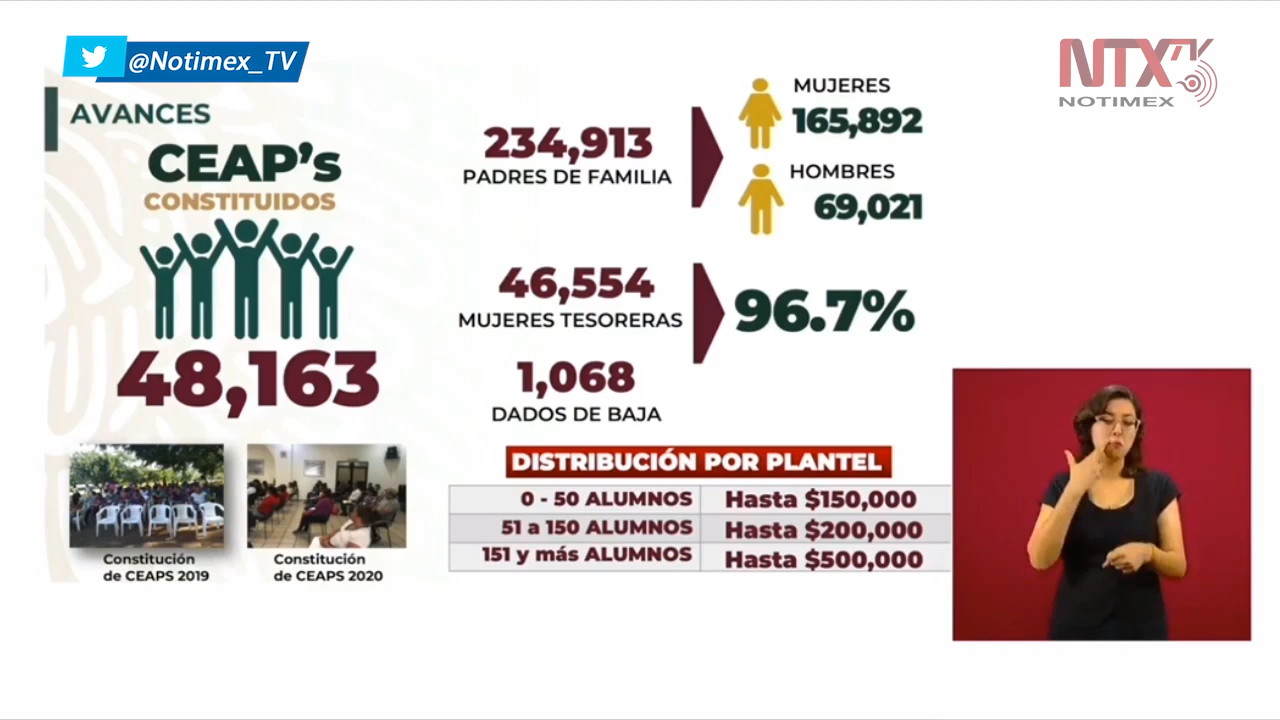 @Notimex_TV
NTX TV
NOTIMEX
AVANCES
CEAP's
CONSTITUIDOS
48,163
Constitución
de CEAPS 2019
Constitución
de CEAPS 2020
234,913
PADRES DE FAMILIA
MUJERES
165,892
HOMBRES
69,021
46,554
MUJERES TESORERAS
96.7%
1,068
DADOS DE BAJA
DISTRIBUCIÓN POR PLANTEL
0 - 50 ALUMNOS Hasta $150,000
51 a 150 ALUMNOS Hasta $200,000
151 y más ALUMNOS Hasta $500,000